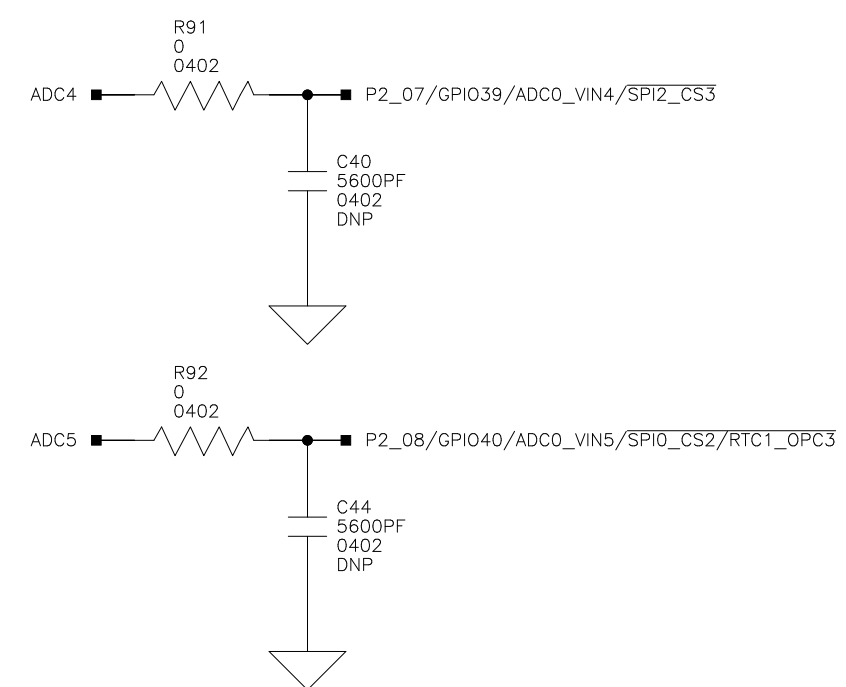 R91
0
0402
ADC4
P2_07/GPIO39/ADC0_VIN4/SPI2_CS3
C40
5600PF
0402
DNP
R92
0
0402
ADC5
P2_08/GPIO40/ADC0_VIN5/SPI0_CS2/RTC1_OPC3
C44
5600PF
0402
DNP